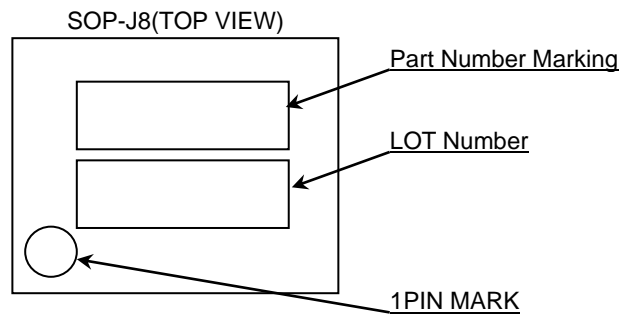 SOP-J8(TOP VIEW)
Part Number Marking
LOT Number
1PIN MARK